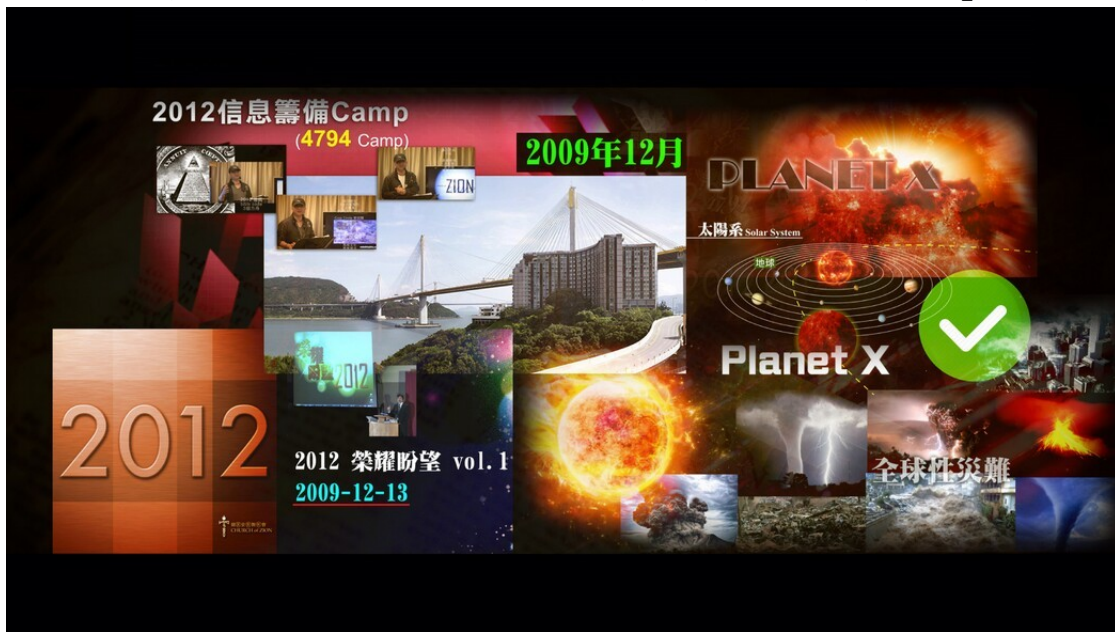 2012信息籌備Camp
(4794 Camp)
ZION
2009年12月
PLANET X
太陽系 Solar System
地球
Planet X
2012
2012
2012 榮耀盼望 vol.1
2009-12-13
CHURCH of ZION
全球性災難